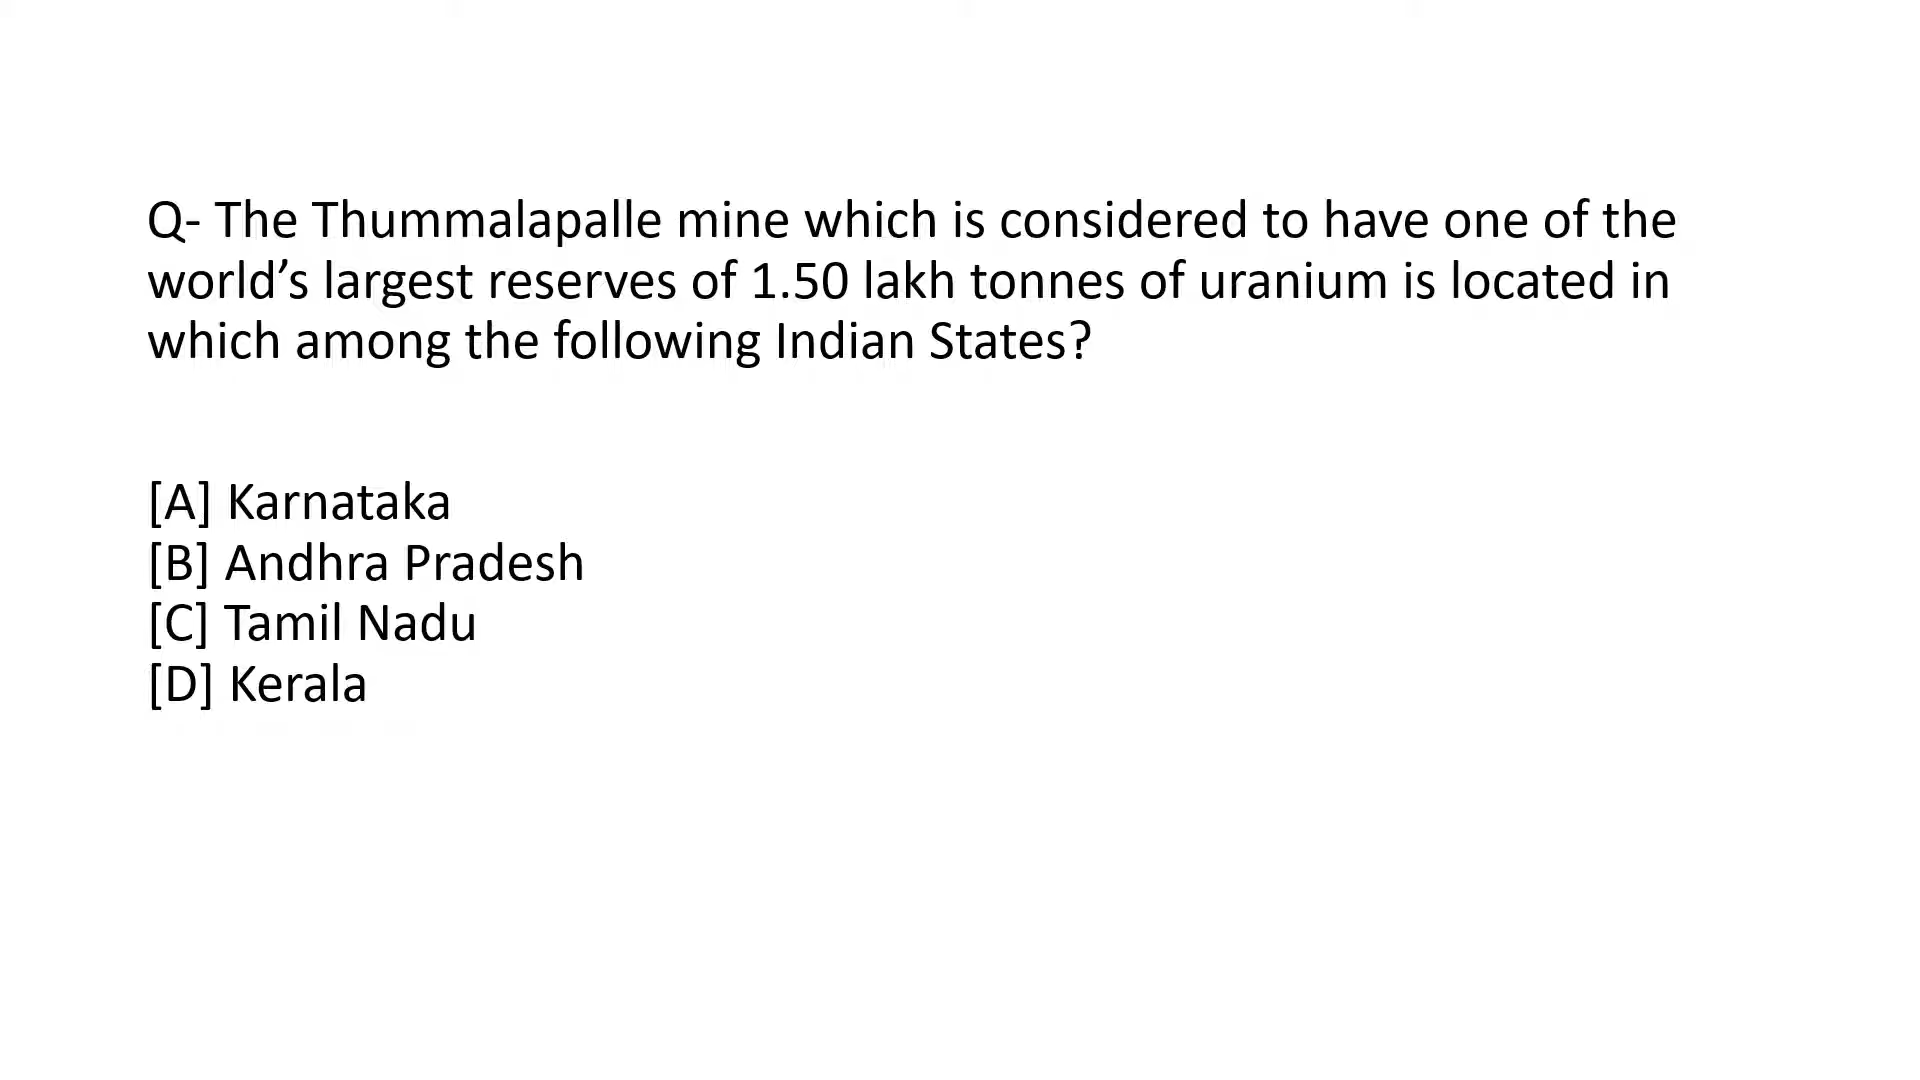 Q- The Thummalapalle mine which is considered to have one of the
world’s largest reserves of 1.50 lakh tonnes of uranium is located in
which among the following Indian States?
[A] Karnataka
[B] Andhra Pradesh
[C] Tamil Nadu
[D] Kerala